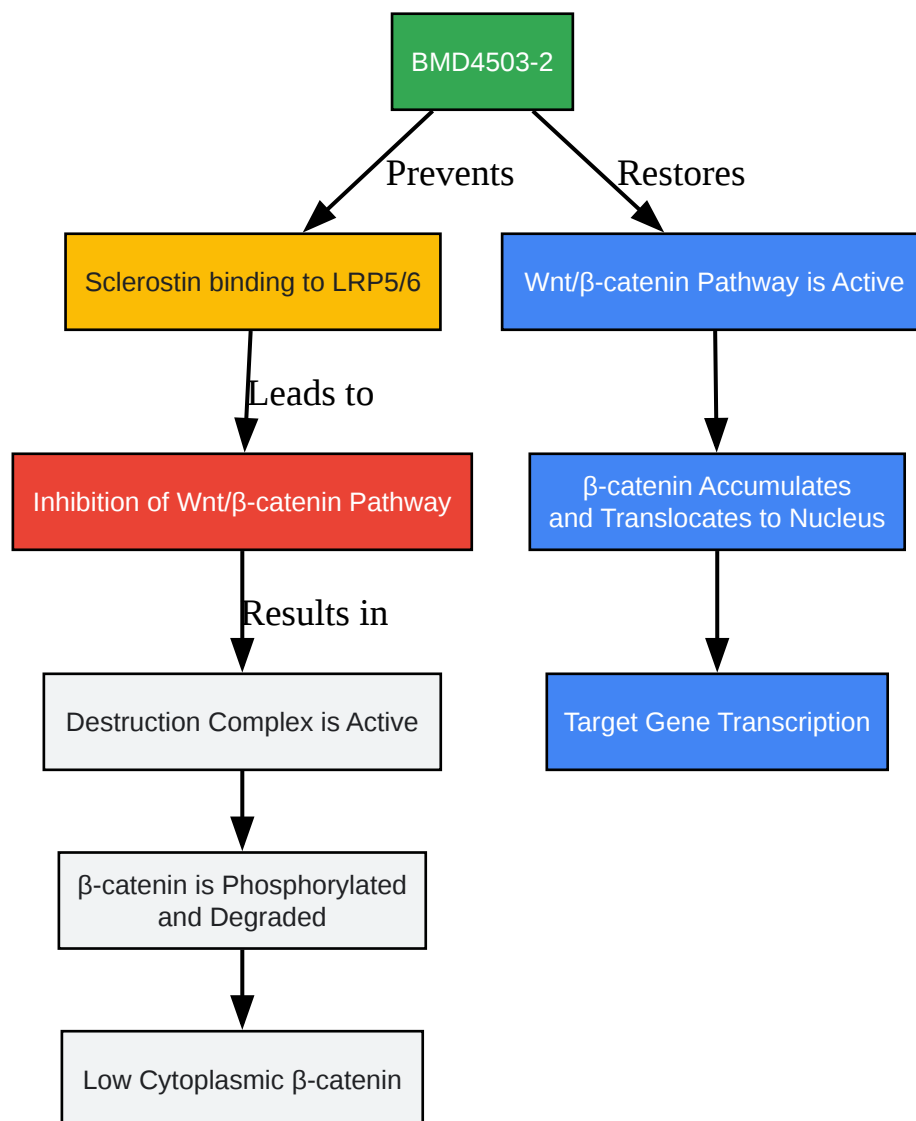 BMD4503-2
Prevents
Restores
Sclerostin binding to LRP5/6
Wnt/β-catenin Pathway is Active
Leads to
Inhibition of Wnt/β-catenin Pathway
β-catenin Accumulates
and Translocates to Nucleus
Results in
Destruction Complex is Active
Target Gene Transcription
β-catenin is Phosphorylated
and Degraded
Low Cytoplasmic β-catenin